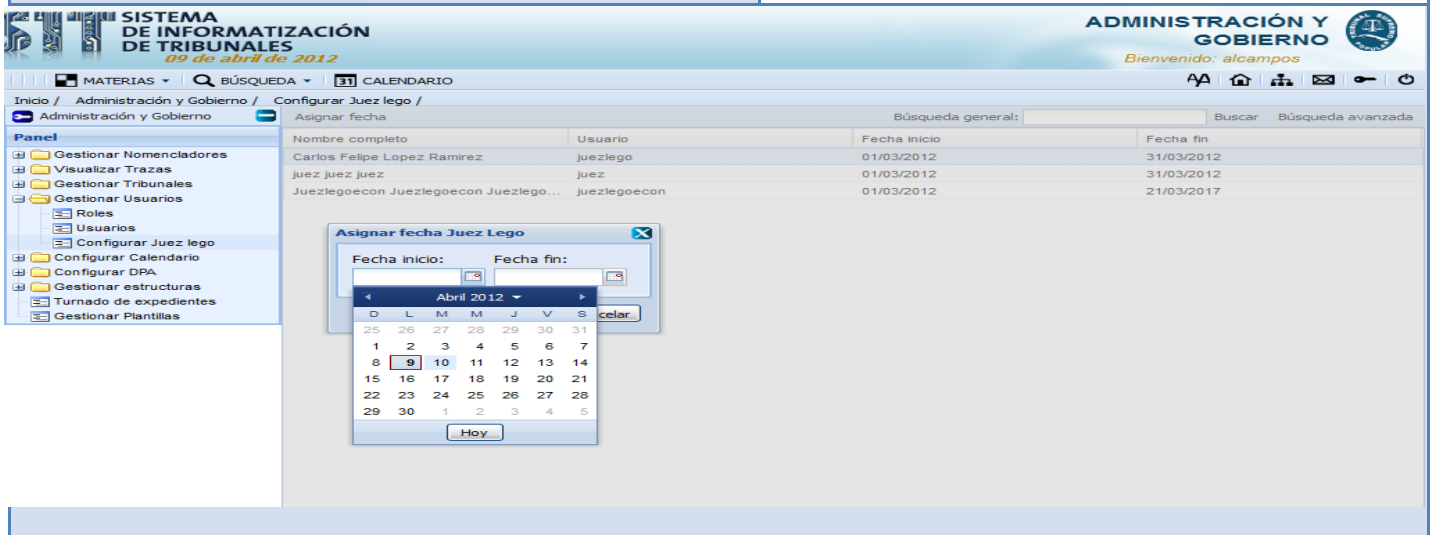 SISTEMA
DE INFORMATIZACIÓN
DE TRIBUNALES
09 de abril de 2012
ADMINISTRACIÓN Y
GOBIERNO
Bienvenido: alcampos
MATERIAS BÚSQUEDA 31 CALENDARIO
Inicio / Administración y Gobierno / Configurar Juez lego /
Administración y Gobierno
Panel
Gestionar Nomencladores
Visualizar Trazas
Gestionar Tribunales
Gestionar Usuarios
Roles
Usuarios
Configurar Juez lego
Configurar Calendario
Configurar DPA
Gestionar estructuras
Turnado de expedientes
Gestionar Plantillas
Asignar fecha Búsqueda general: Buscar Búsqueda avanzada
Nombre completo Usuario Fecha inicio Fecha fin
Carlos Felipe Lopez Ramirez juezlego 01/03/2012 31/03/2012
juez juez juez juez 01/03/2012 31/03/2012
Juezlegoecon Juezlegoecon Juezlego... juezlegoecon 01/03/2012 21/03/2017
Asignar fecha Juez Lego
Fecha inicio: Fecha fin:
celar
Abril 2012
D L M M J V S
25 26 27 28 29 30 31
1 2 3 4 5 6 7
8 9 10 11 12 13 14
15 16 17 18 19 20 21
22 23 24 25 26 27 28
29 30 1 2 3 4 5
Hoy